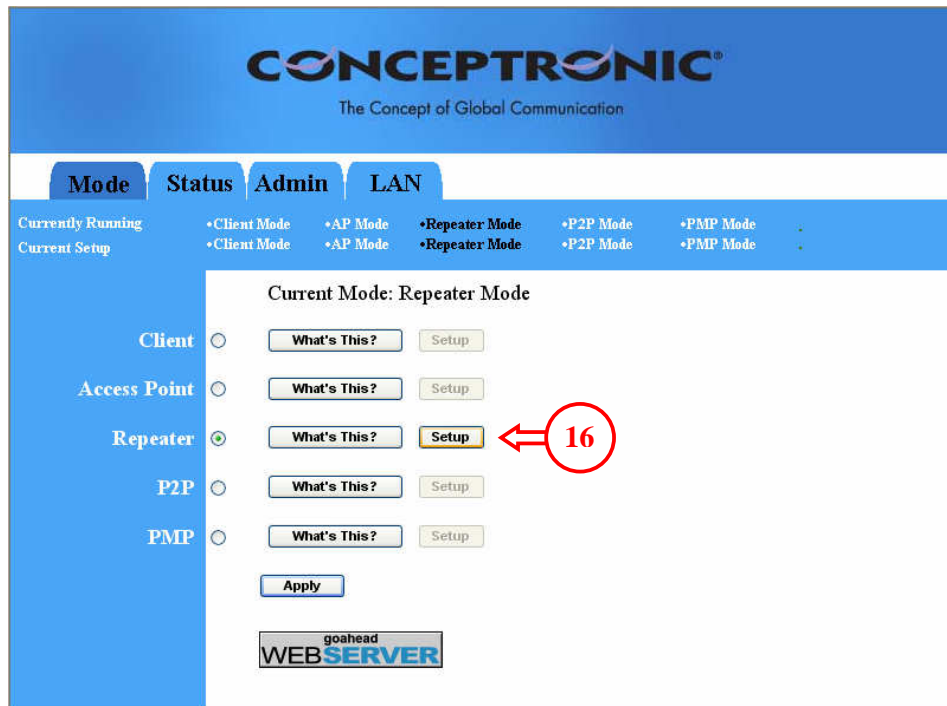 CONCEPTRONIC®
The Concept of Global Communication
Mode Status Admin LAN
Currently Running •Client Mode •AP Mode •Repeater Mode •P2P Mode •PMP Mode .
Current Setup •Client Mode •AP Mode •Repeater Mode •P2P Mode •PMP Mode .
Current Mode: Repeater Mode
Client What's This? Setup
Access Point What's This? Setup
Repeater What's This? Setup 16
P2P What's This? Setup
PMP What's This? Setup
Apply
goahead
WEBSERVER